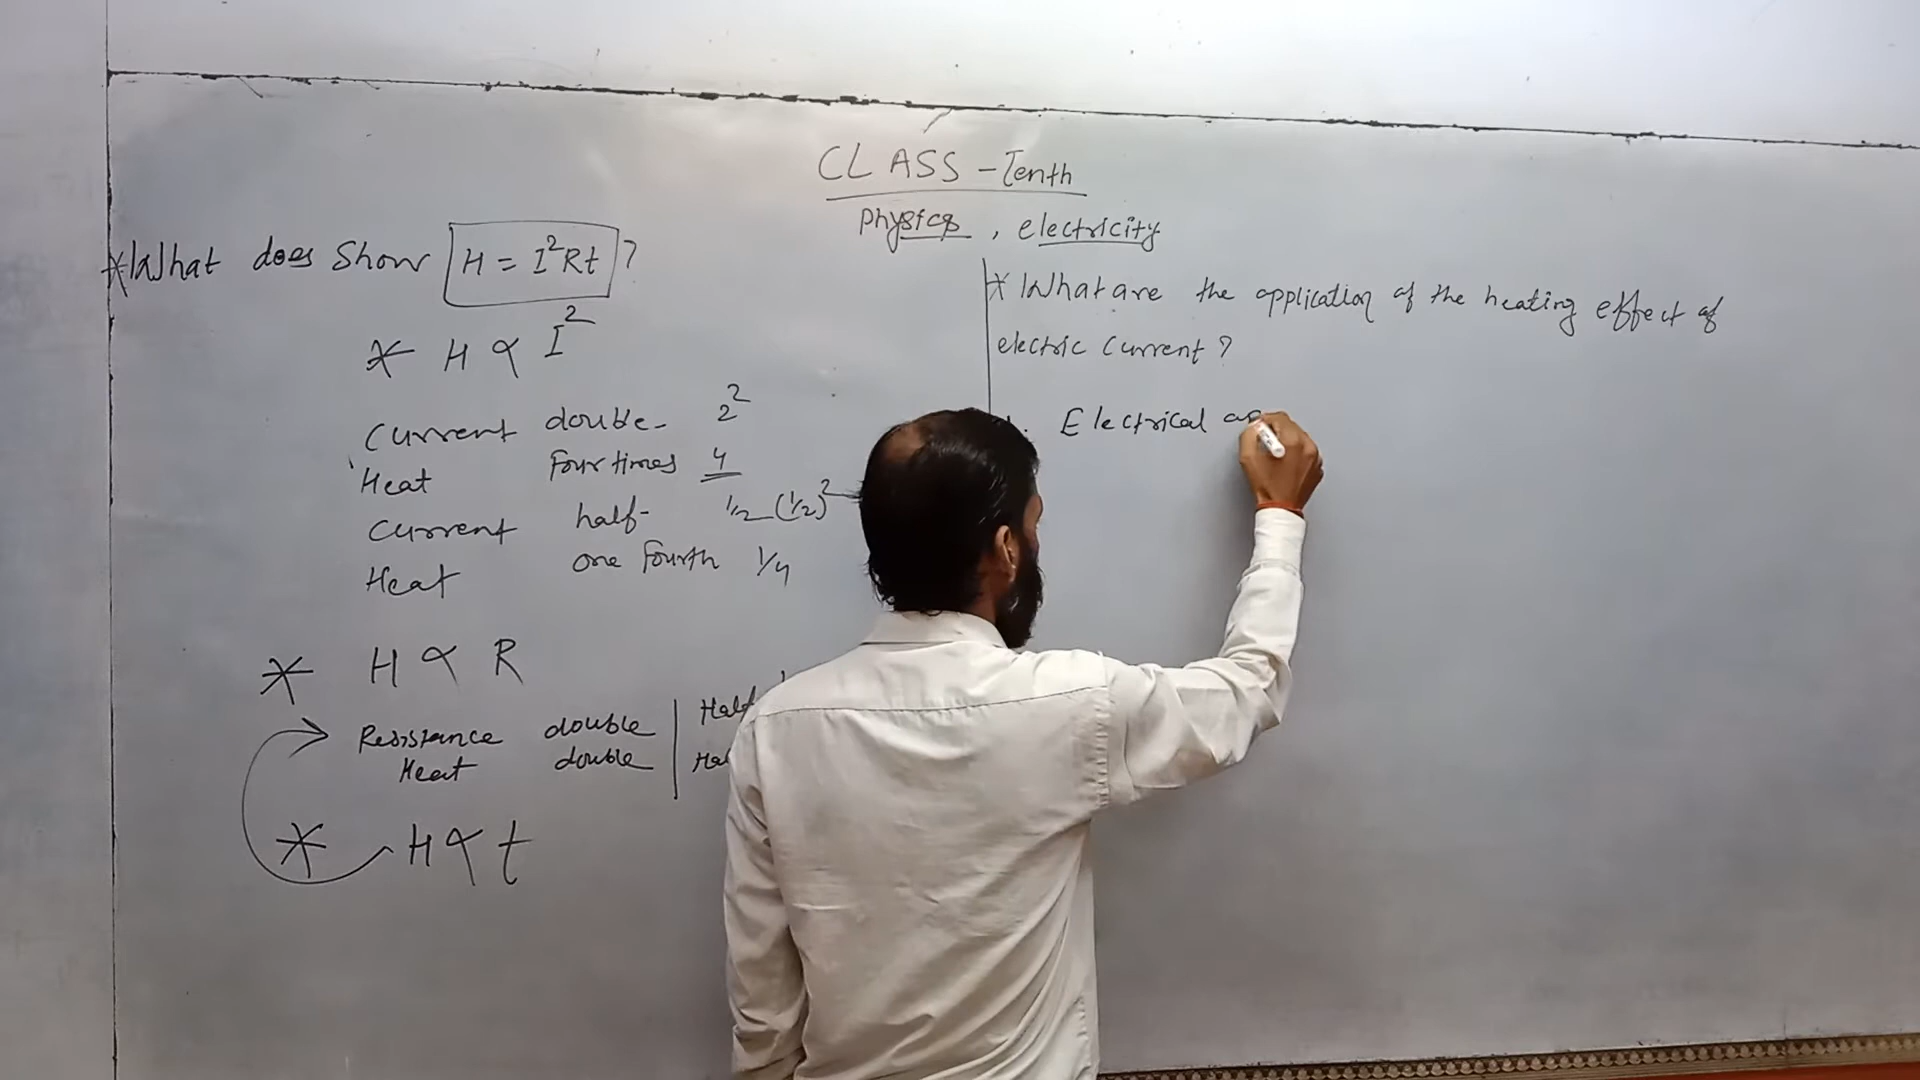 CLASS - Tenth
Physics, electricity
*What does Show H = I²Rt ?
* H ∝ I²
Current double- 2²
Heat Four times 4
Current half- 1/2 (1/2)²
Heat one fourth 1/4
* H ∝ R
Resistance double Half
Heat double
* H ∝ t
* What are the application of the heating effect of
electric current ?
Electrical